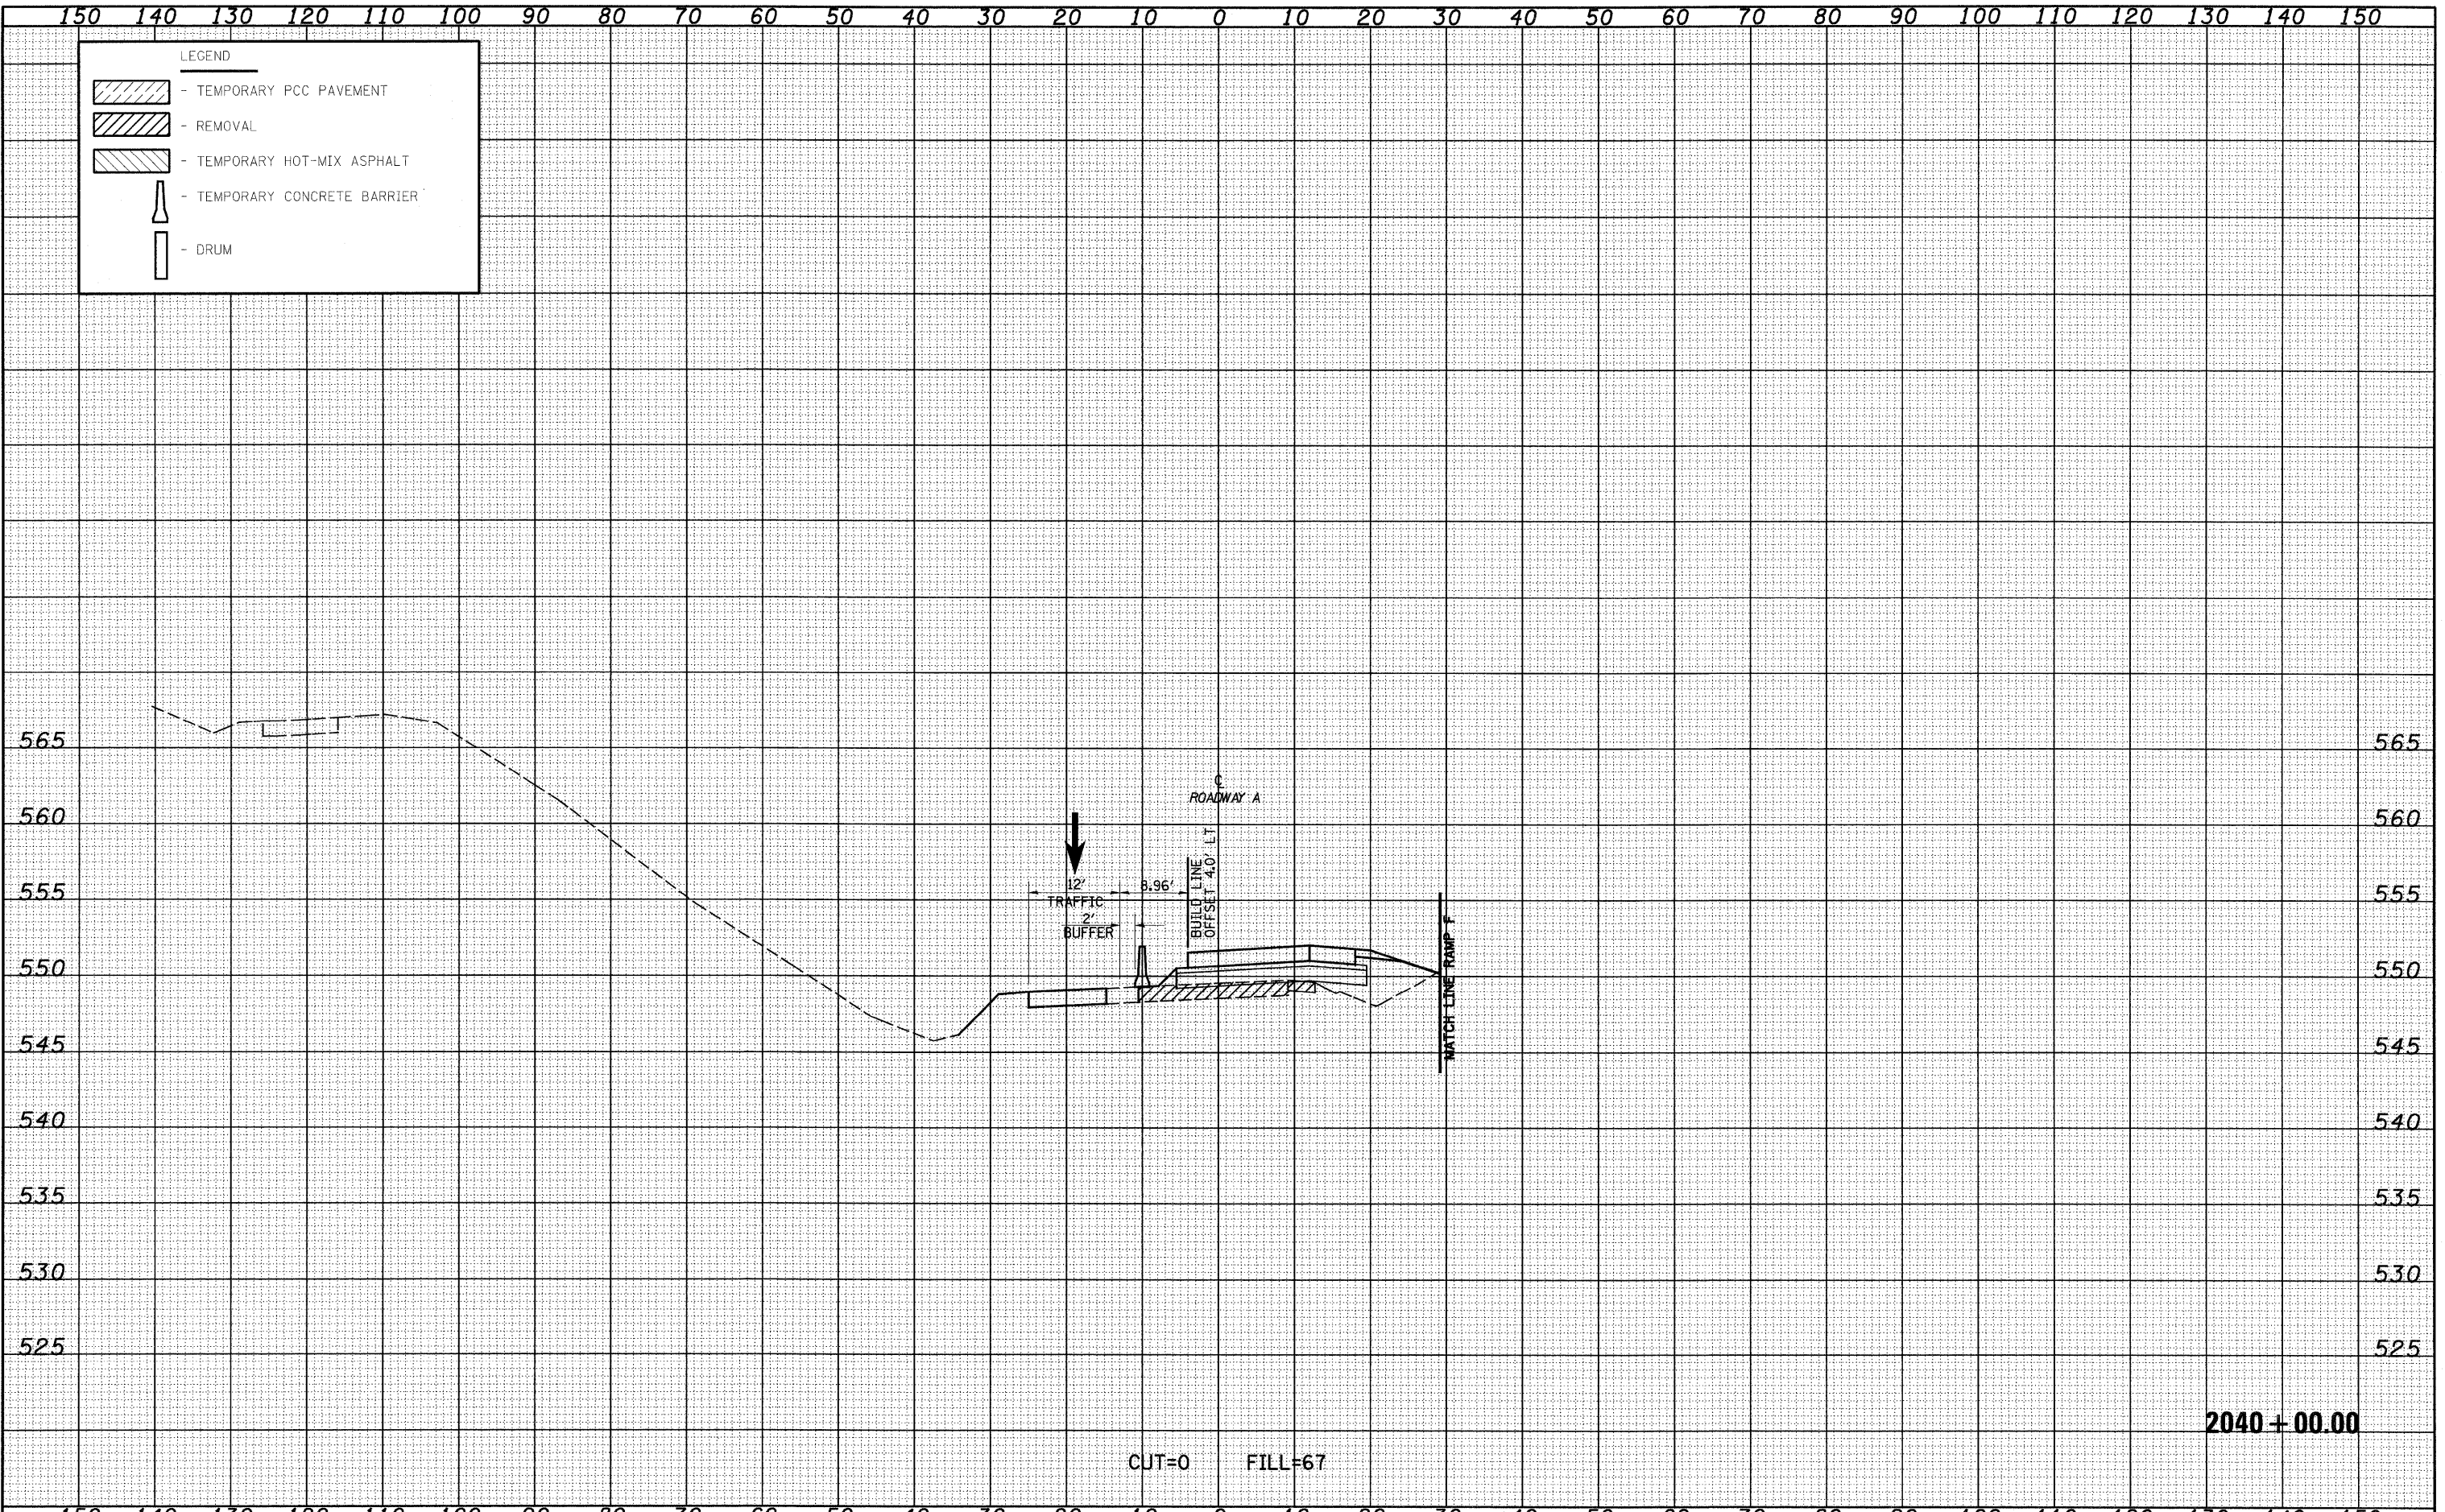 150 140 130 120 110 100 90 80 70 60 50 40 30 20 10 0 10 20 30 40 50 60 70 80 90 100 110 120 130 140 150
LEGEND
- TEMPORARY PCC PAVEMENT
- REMOVAL
- TEMPORARY HOT-MIX ASPHALT
- TEMPORARY CONCRETE BARRIER
- DRUM
565 565
℄
ROADWAY A
560 560
BUILD LINE
OFFSET 4.0' LT
12' 8.96'
TRAFFIC
2'
BUFFER
555 555
MATCH LINE RAMP F
550 550
545 545
540 540
535 535
530 530
525 525
2040 + 00.00
CUT=0 FILL=67